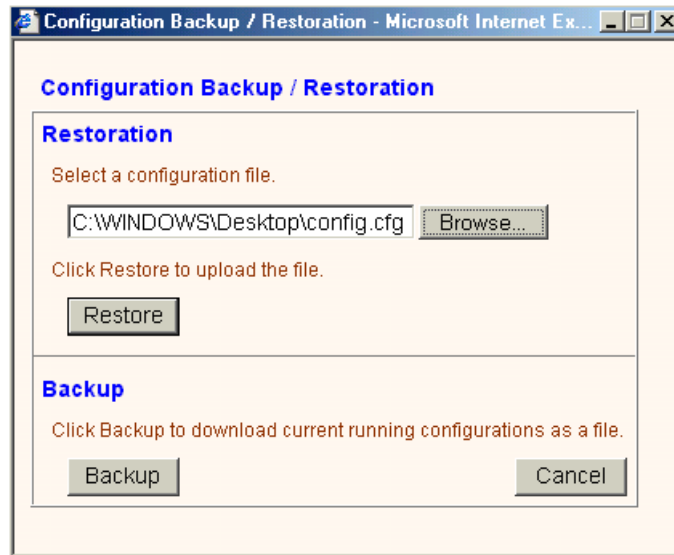 Configuration Backup / Restoration - Microsoft Internet Ex...
Configuration Backup / Restoration
Restoration
Select a configuration file.
C:\WINDOWS\Desktop\config.cfg Browse...
Click Restore to upload the file.
Restore
Backup
Click Backup to download current running configurations as a file.
Backup Cancel